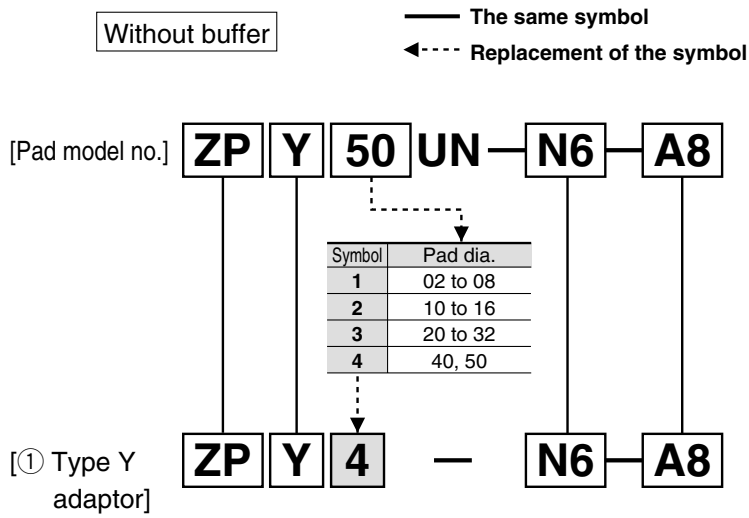 Without buffer
The same symbol
Replacement of the symbol
[Pad model no.] ZP Y 50 UN — N6 — A8
Symbol Pad dia.
1 02 to 08
2 10 to 16
3 20 to 32
4 40, 50
[① Type Y
adaptor]
ZP Y 4 — N6 — A8